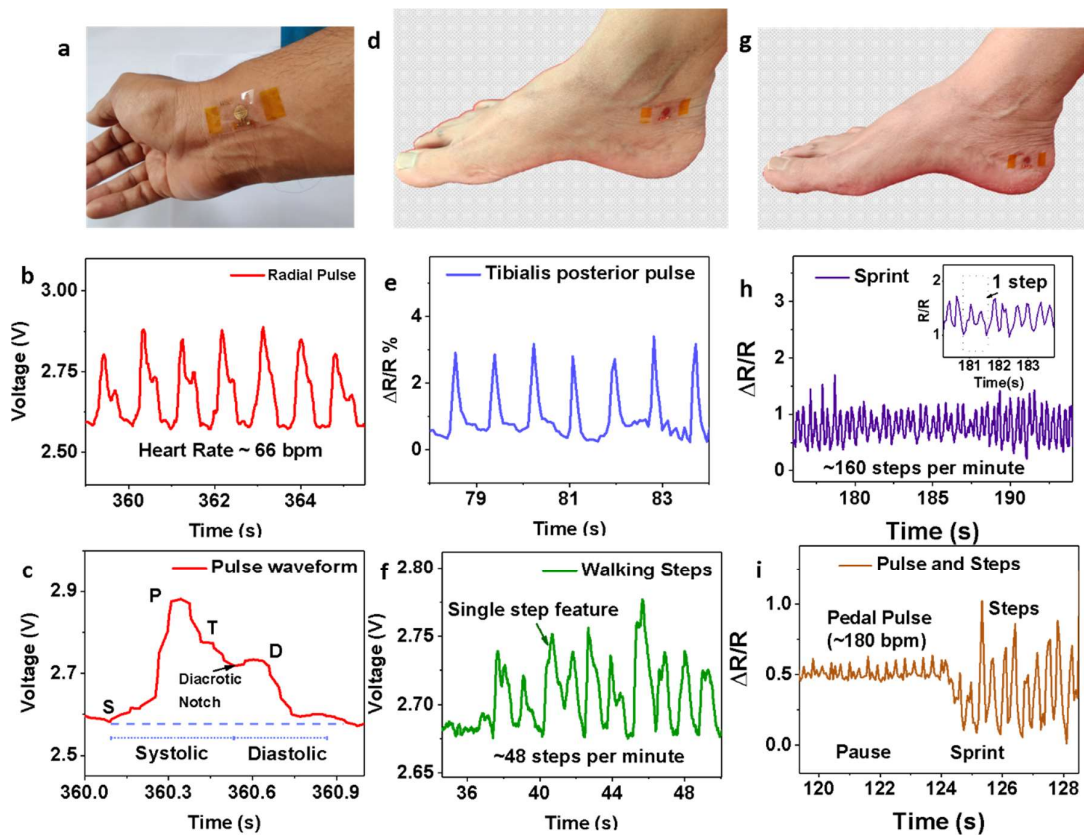 a
d
g
b
Radial Pulse
3.00
2.75
2.50
Voltage (V)
Heart Rate ~ 66 bpm
360 362 364
Time (s)
e
Tibialis posterior pulse
4
2
0
ΔR/R %
79 81 83
Time (s)
h
Sprint
3
2
1
0
ΔR/R
~160 steps per minute
180 185 190
Time (s)
2
1
R/R
1 step
181 182 183
Time(s)
c
Pulse waveform
2.9
2.7
2.5
Voltage (V)
P
T
D
S
Diacrotic
Notch
Systolic Diastolic
360.0 360.3 360.6 360.9
Time (s)
f
Walking Steps
2.80
2.75
2.70
2.65
Voltage (V)
Single step feature
~48 steps per minute
36 40 44 48
Time (s)
i
Pulse and Steps
1.0
0.5
0.0
ΔR/R
Pedal Pulse
(~180 bpm)
Steps
Pause Sprint
120 122 124 126 128
Time (s)